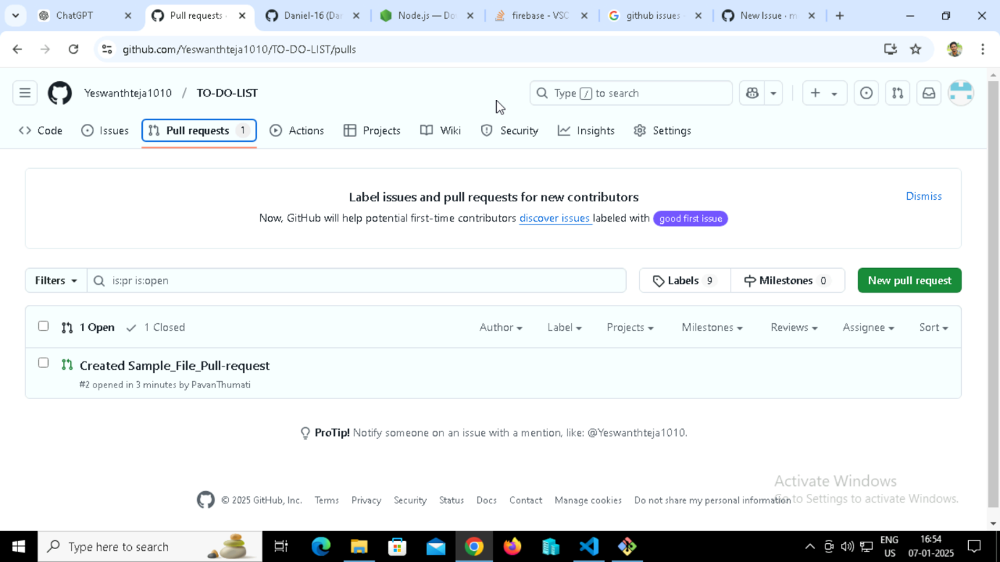 ChatGPT
Pull requests ·
Daniel-16 (Dan
Node.js — Do
firebase - VSC
github issues -
New Issue · m
github.com/Yeswanthteja1010/TO-DO-LIST/pulls
Yeswanthteja1010 / TO-DO-LIST
Type / to search
Code
Issues
Pull requests 1
Actions
Projects
Wiki
Security
Insights
Settings
Label issues and pull requests for new contributors
Dismiss
Now, GitHub will help potential first-time contributors discover issues labeled with good first issue
Filters
is:pr is:open
Labels 9
Milestones 0
New pull request
1 Open
1 Closed
Author
Label
Projects
Milestones
Reviews
Assignee
Sort
Created Sample_File_Pull-request
#2 opened in 3 minutes by PavanThumati
ProTip! Notify someone on an issue with a mention, like: @Yeswanthteja1010.
Activate Windows
Go to Settings to activate Windows.
© 2025 GitHub, Inc.
Terms
Privacy
Security
Status
Docs
Contact
Manage cookies
Do not share my personal information
Type here to search
ENG
US
16:54
07-01-2025